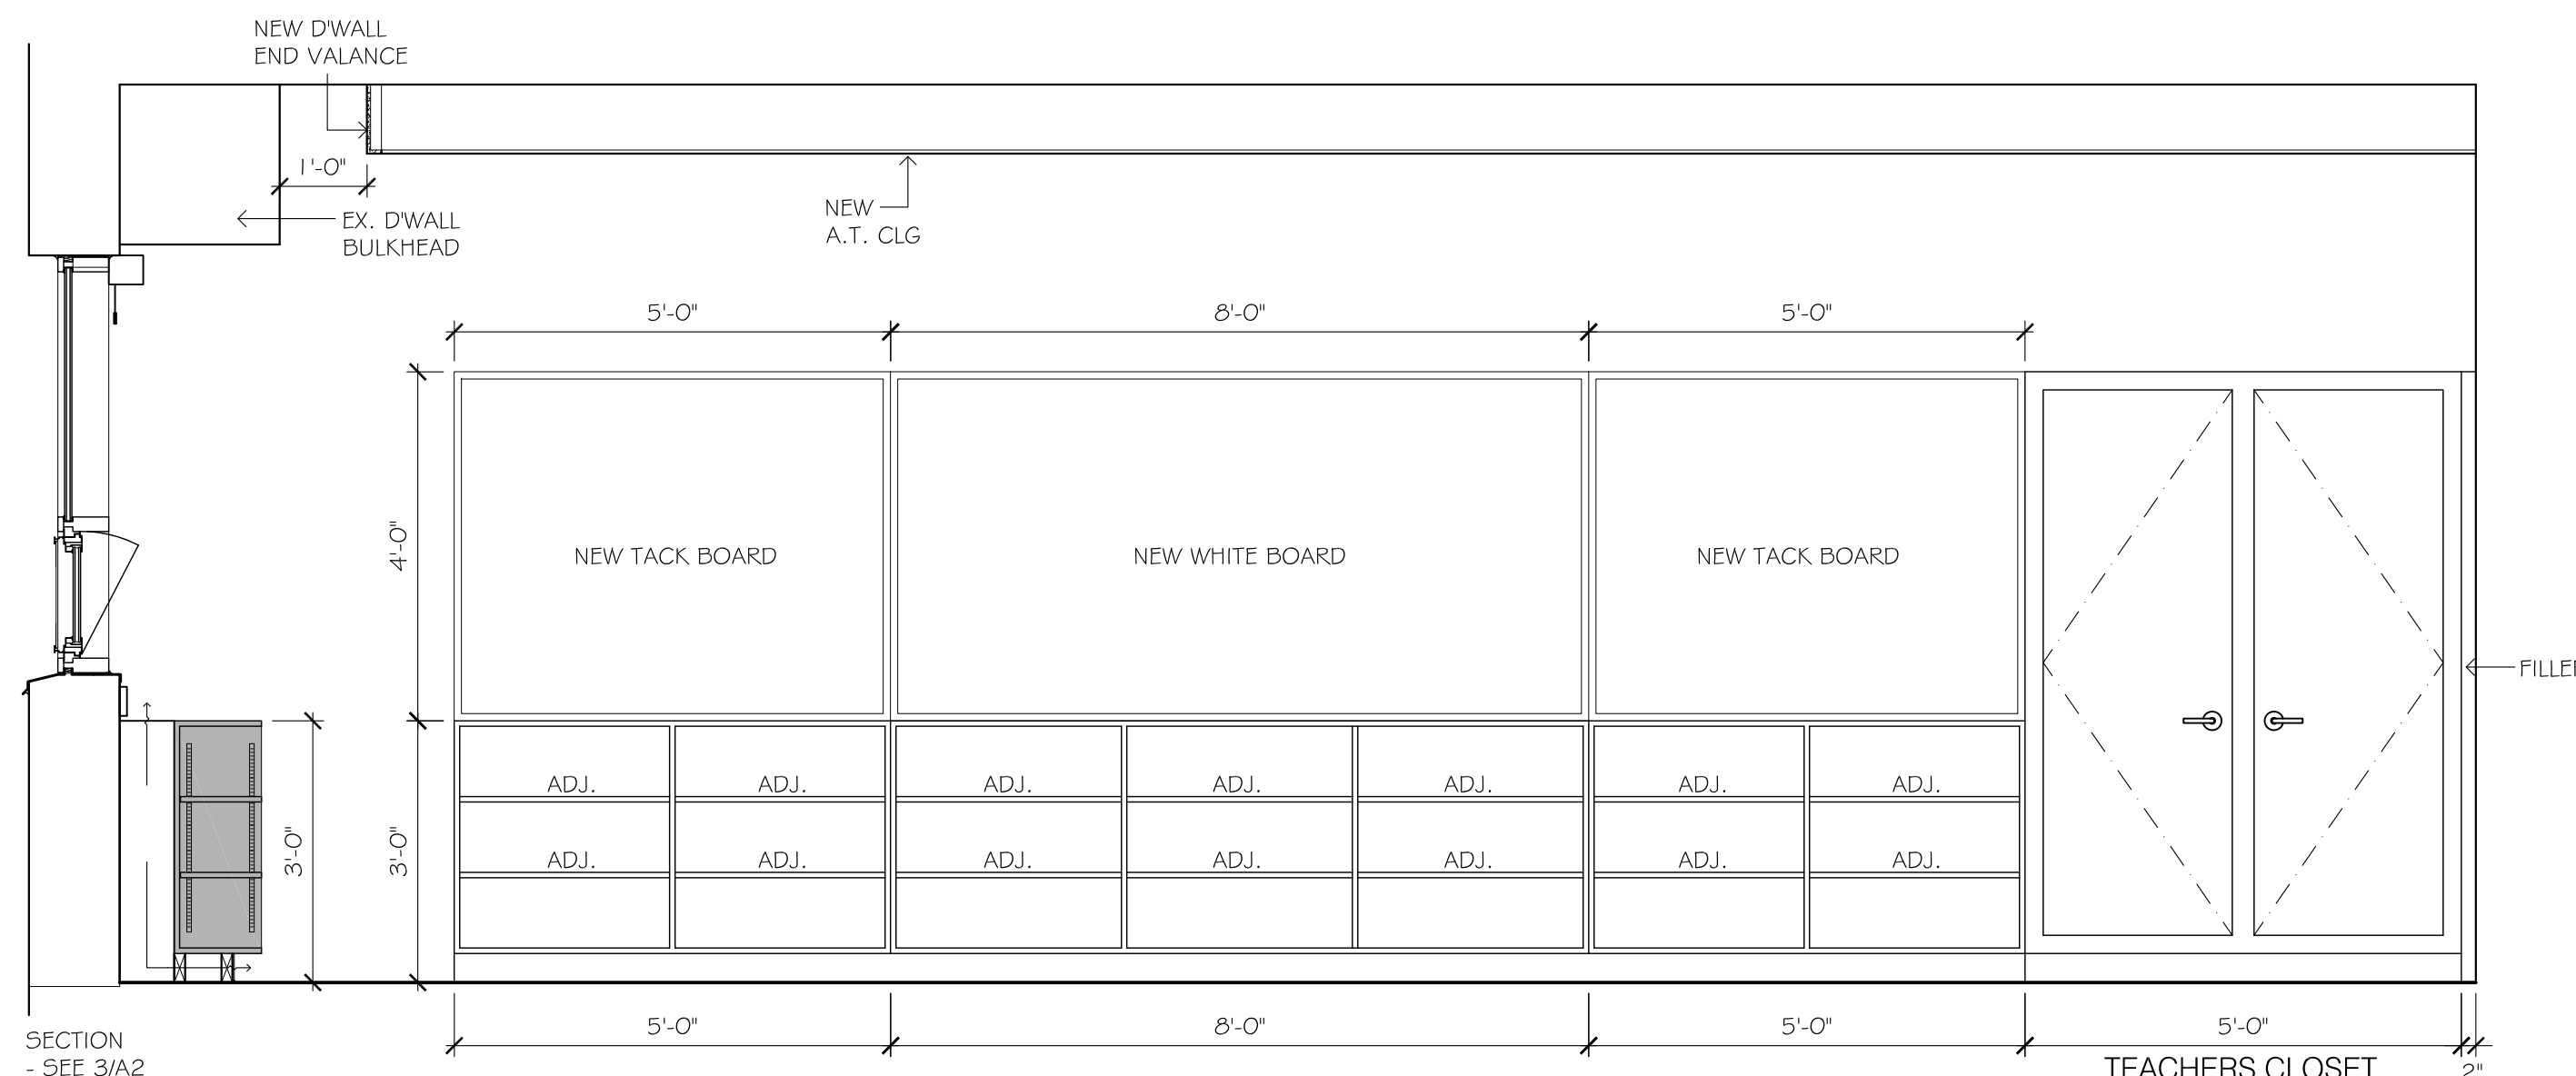 NEW D'WALL
END VALANCE
1'-0"
EX. D'WALL
BULKHEAD
NEW
A.T. CLG
5'-0"
8'-0"
5'-0"
4'-0"
NEW TACK BOARD
NEW WHITE BOARD
NEW TACK BOARD
3'-0"
3'-0"
ADJ.
ADJ.
ADJ.
ADJ.
ADJ.
ADJ.
ADJ.
ADJ.
ADJ.
ADJ.
ADJ.
ADJ.
ADJ.
ADJ.
5'-0"
8'-0"
5'-0"
5'-0"
2"
SECTION
- SEE 3/A2
TEACHERS CLOSET